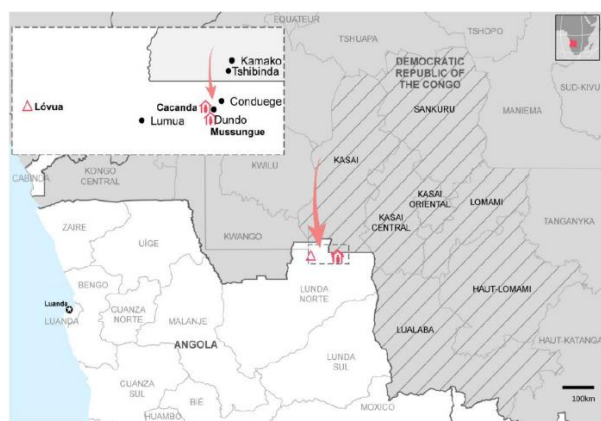 EQUATEUR
TSHUAPA
TSHOPO
DEMOCRATIC
REPUBLIC OF
THE CONGO
SUD-KIVU
MANIEMA
SANKURU
Kamako
Tshibinda
Lóvua
Cacanda
Conduege
Lumua
Dundo
Mussungue
KASAI
CABINDA
KONGO
CENTRAL
KWILU
KASAI
ORIENTAL
LOMAMI
KASAI
CENTRAL
TANGANYKA
ZAIRE
UÍGE
KWANGO
LUNDA
NORTE
HAUT-LOMAMI
BENGO
Luanda
LUANDA
CUANZA
NORTE
MALANJE
LUALABA
ANGOLA
LUNDA
SUL
HAUT-KATANGA
CUANZA
SUL
BIÉ
HUAMBO
MOXICO
100km